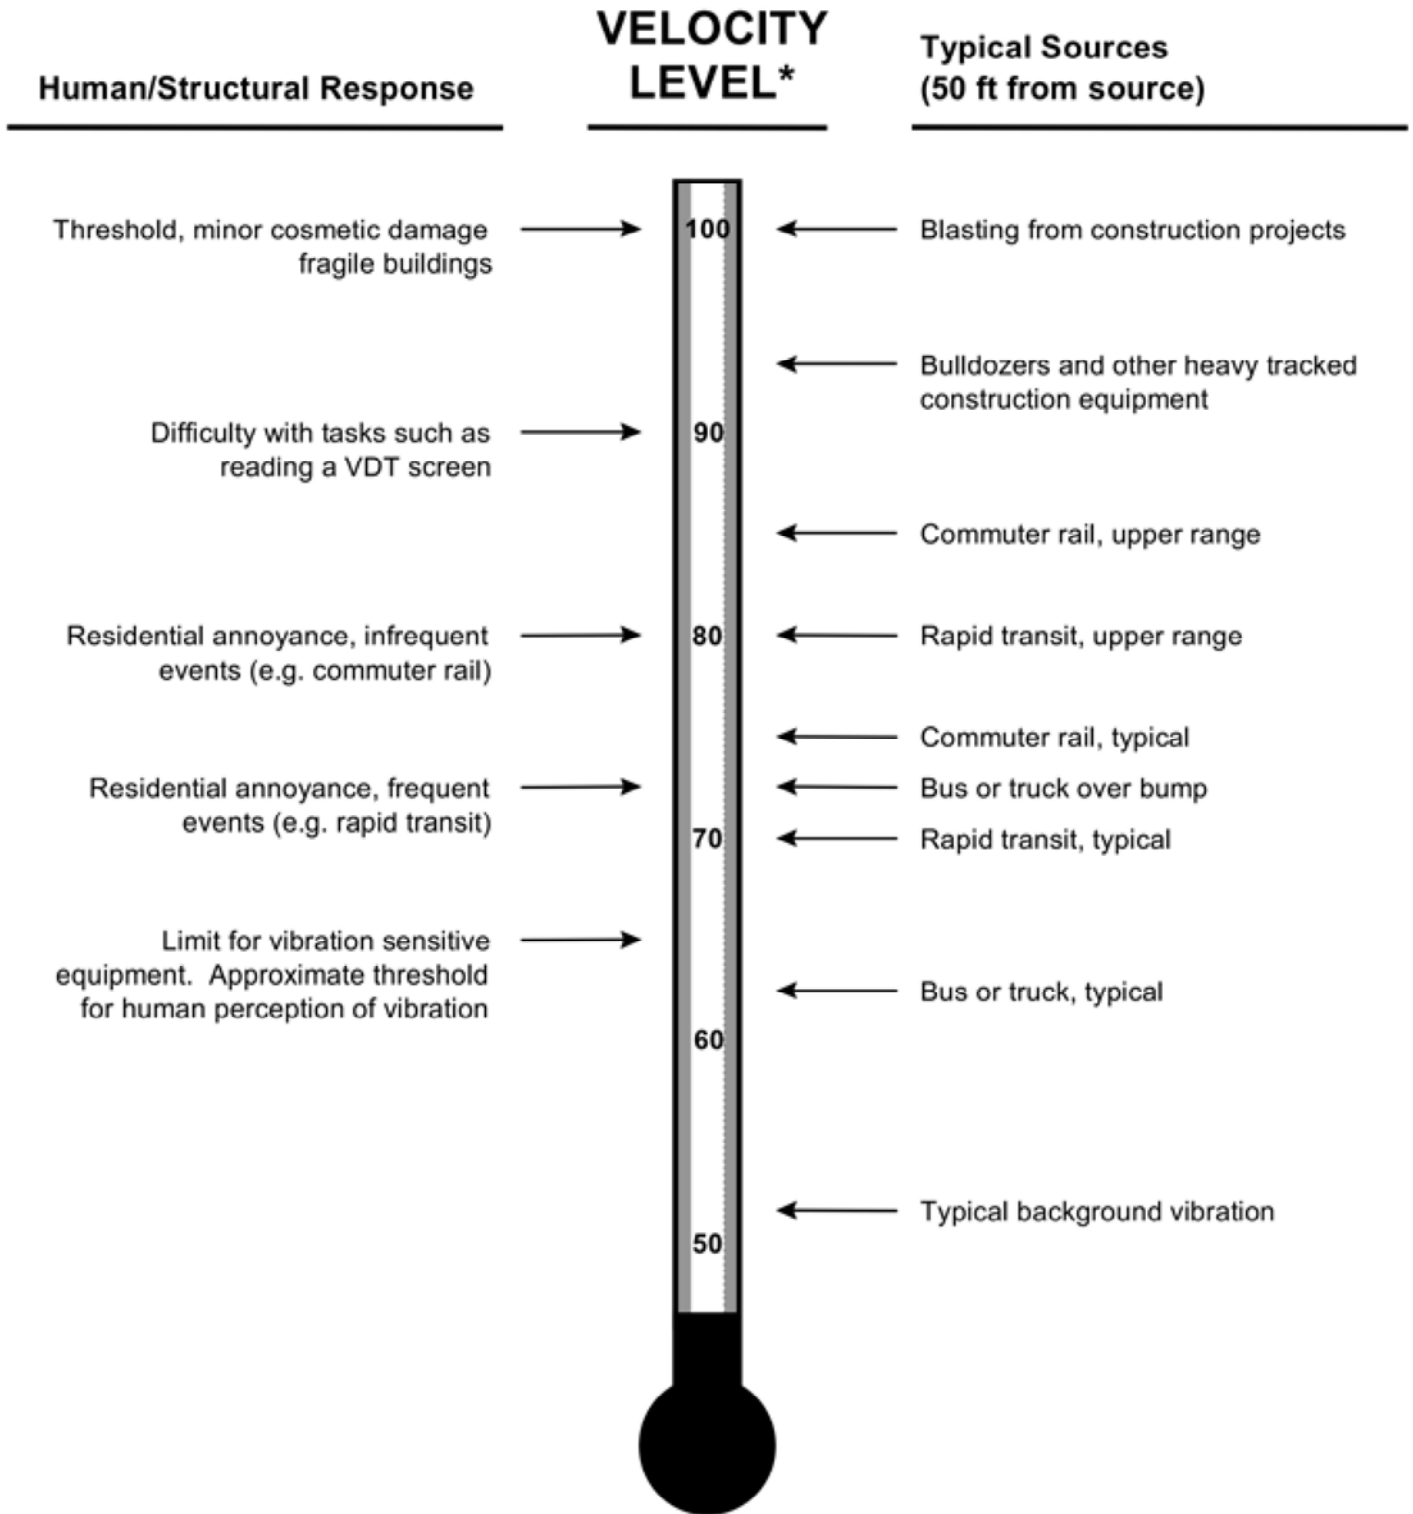 VELOCITY
LEVEL*
Human/Structural Response
Typical Sources
(50 ft from source)
Threshold, minor cosmetic damage
fragile buildings
100
Blasting from construction projects
Bulldozers and other heavy tracked
construction equipment
Difficulty with tasks such as
reading a VDT screen
90
Commuter rail, upper range
Residential annoyance, infrequent
events (e.g. commuter rail)
80
Rapid transit, upper range
Commuter rail, typical
Residential annoyance, frequent
events (e.g. rapid transit)
Bus or truck over bump
70
Rapid transit, typical
Limit for vibration sensitive
equipment.  Approximate threshold
for human perception of vibration
Bus or truck, typical
60
Typical background vibration
50